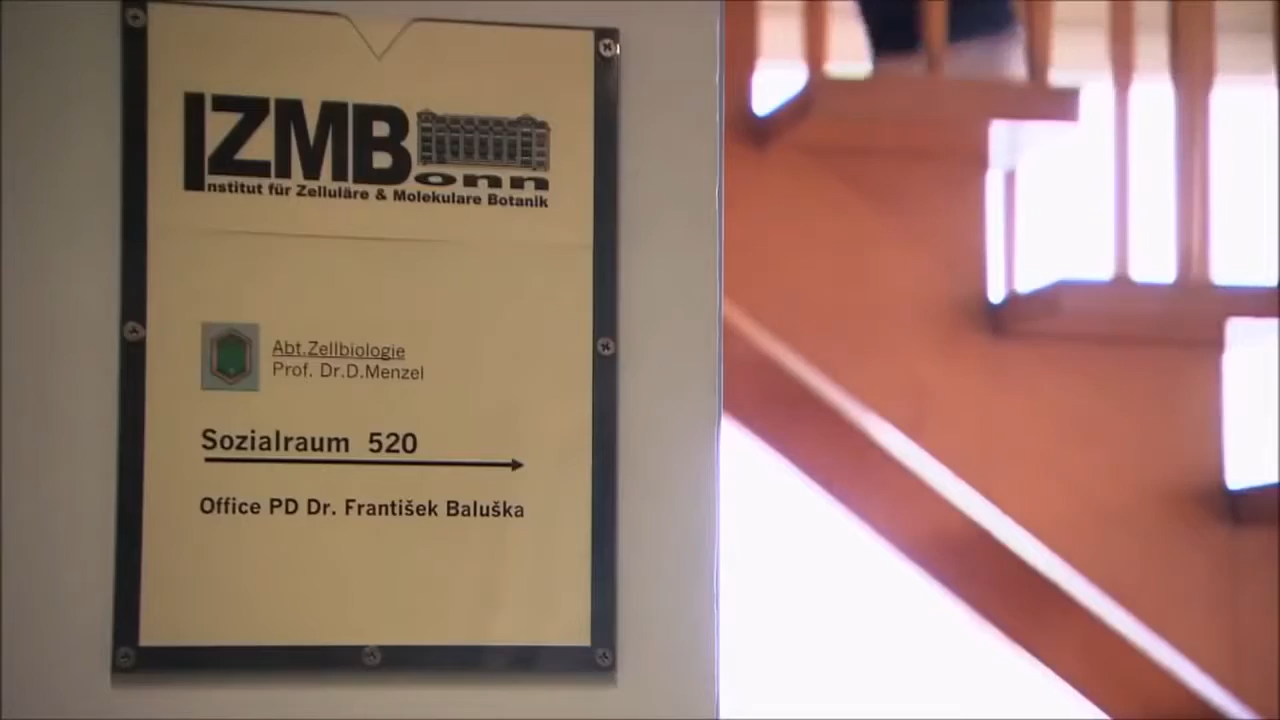 IZMB
onn
Institut für Zelluläre & Molekulare Botanik
Abt.Zellbiologie
Prof. Dr.D.Menzel
Sozialraum 520
Office PD Dr. František Baluška